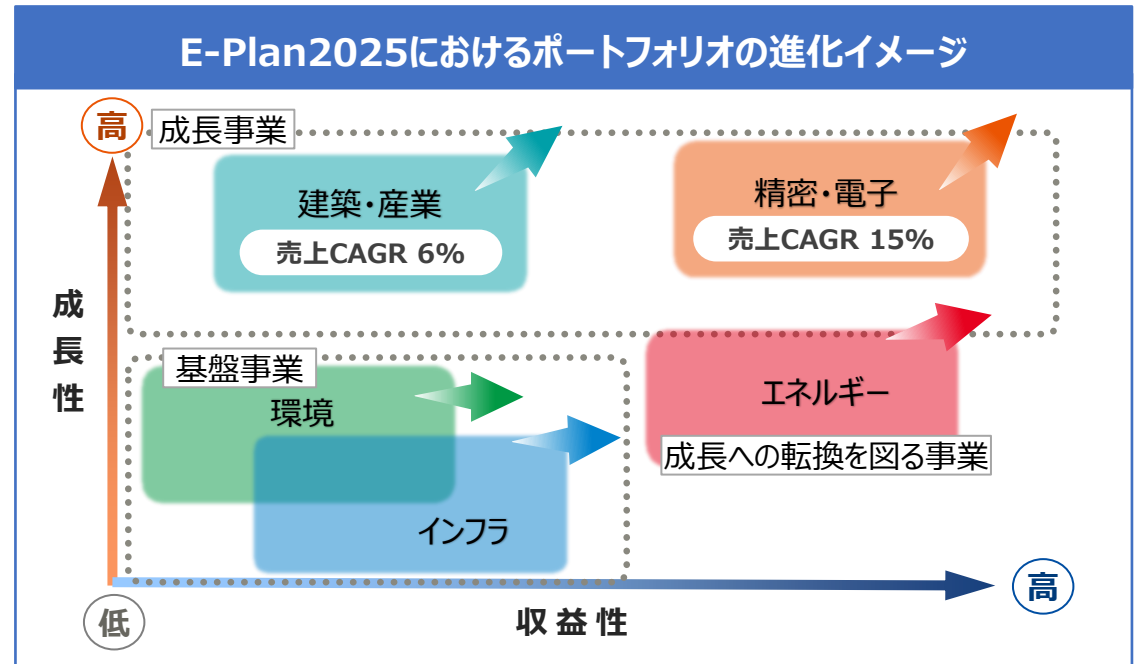 E-Plan2025におけるポートフォリオの進化イメージ
高
成長事業
建築・産業
売上CAGR 6%
精密・電子
売上CAGR 15%
成長性
基盤事業
環境
インフラ
エネルギー
成長への転換を図る事業
低
収益性
高